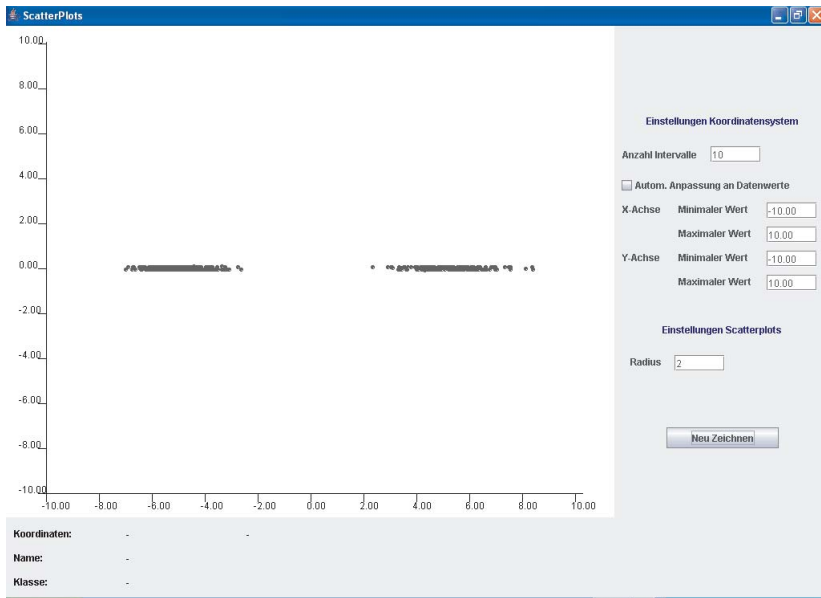 ScatterPlots
10.00
8.00
6.00
4.00
2.00
0.00
-2.00
-4.00
-6.00
-8.00
-10.00
-10.00 -8.00 -6.00 -4.00 -2.00 0.00 2.00 4.00 6.00 8.00 10.00
Einstellungen Koordinatensystem
Anzahl Intervalle 10
Autom. Anpassung an Datenwerte
X-Achse Minimaler Wert -10.00
Maximaler Wert 10.00
Y-Achse Minimaler Wert -10.00
Maximaler Wert 10.00
Einstellungen Scatterplots
Radius 2
Neu Zeichnen
Koordinaten: - -
Name: -
Klasse: -